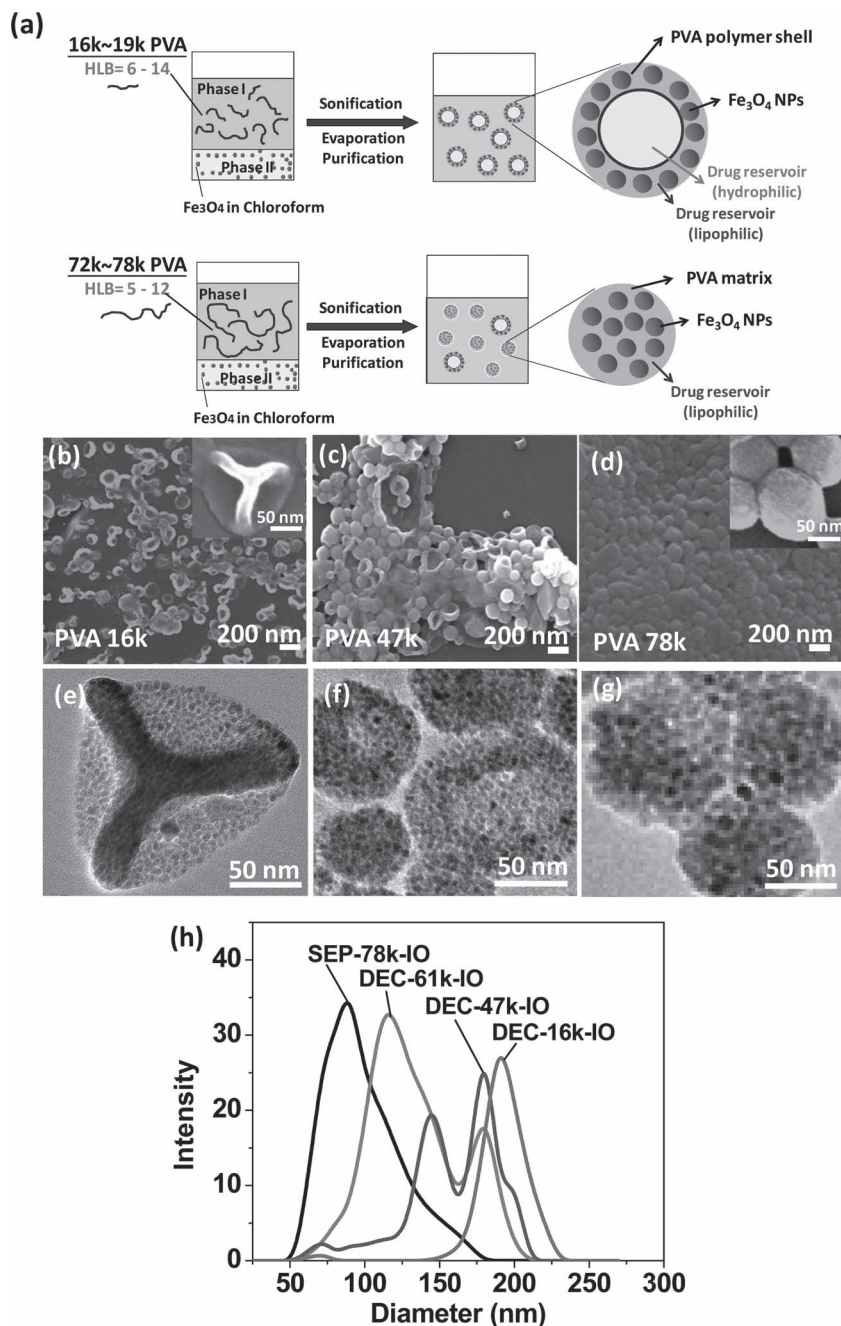 (a)
16k~19k PVA
HLB= 6 - 14
Phase I
Phase II
Fe3O4 in Chloroform
Sonification
Evaporation
Purification
PVA polymer shell
Fe₃O₄ NPs
Drug reservoir
(hydrophilic)
Drug reservoir
(lipophilic)
72k~78k PVA
HLB= 5 - 12
Phase I
Phase II
Fe3O4 in Chloroform
Sonification
Evaporation
Purification
PVA matrix
Fe₃O₄ NPs
Drug reservoir
(lipophilic)
(b)
50 nm
PVA 16k
200 nm
(c)
PVA 47k
200 nm
(d)
50 nm
PVA 78k
200 nm
(e)
50 nm
(f)
50 nm
(g)
50 nm
(h)
SEP-78k-IO
DEC-61k-IO
DEC-47k-IO
DEC-16k-IO
Intensity
40
30
20
10
0
50
100
150
200
250
300
Diameter (nm)